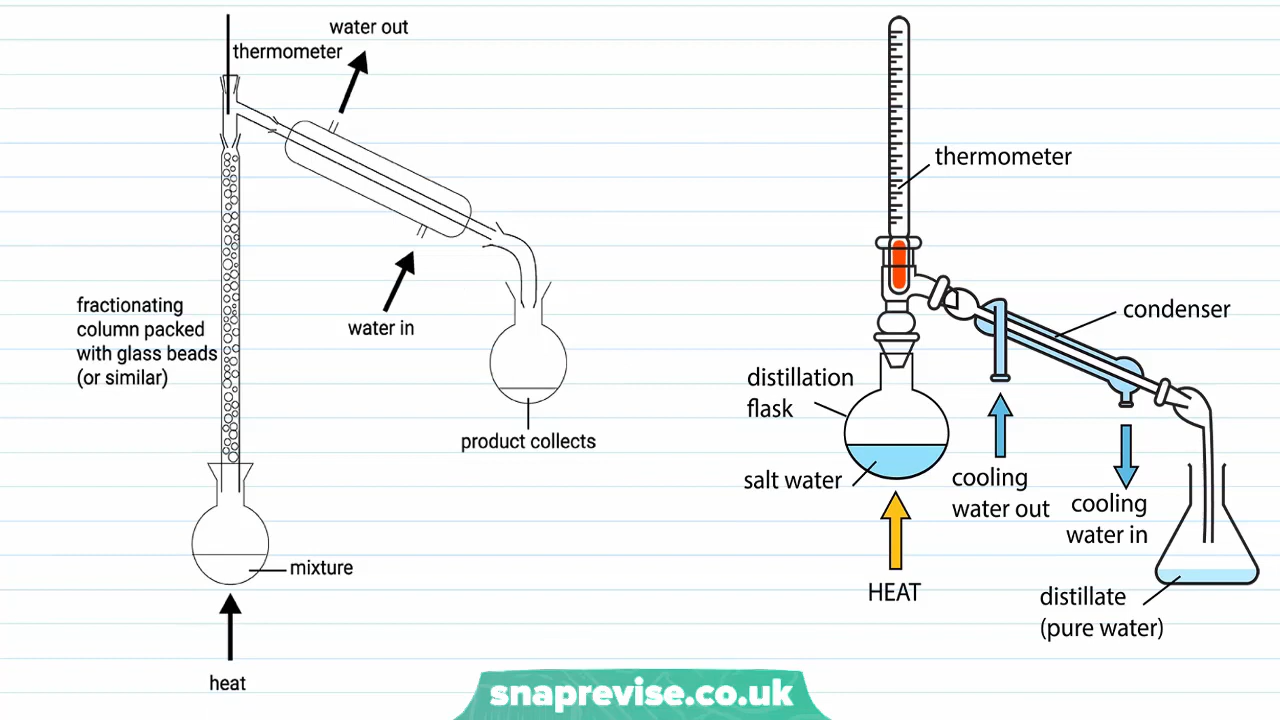 water out
thermometer
fractionating
column packed
with glass beads
(or similar)
water in
product collects
mixture
heat
thermometer
condenser
distillation
flask
salt water
cooling
water out
cooling
water in
HEAT
distillate
(pure water)
snaprevise.co.uk